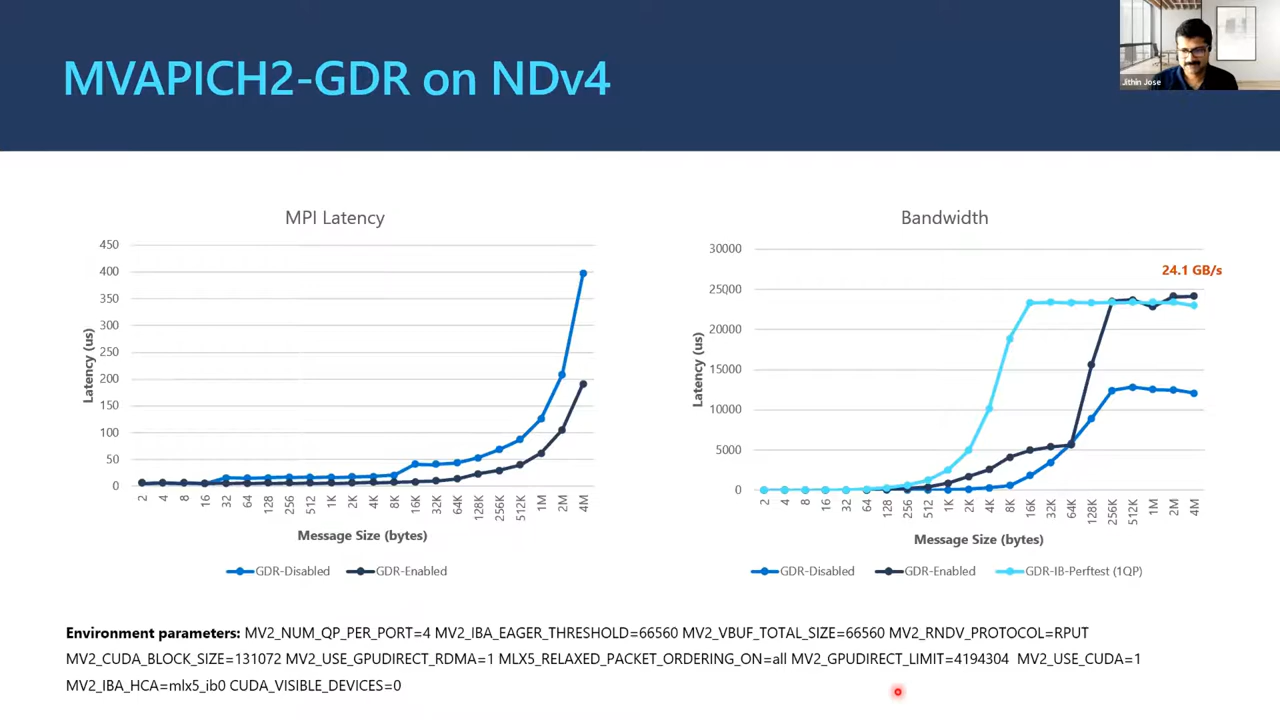 MVAPICH2-GDR on NDv4
Jithin Jose
MPI Latency
450
400
350
300
250
200
150
100
50
0
Latency (us)
2 4 8 16 32 64 128 256 512 1K 2K 4K 8K 16K 32K 64K 128K 256K 512K 1M 2M 4M
Message Size (bytes)
GDR-Disabled GDR-Enabled
Bandwidth
30000
25000
20000
15000
10000
5000
0
Latency (us)
24.1 GB/s
2 4 8 16 32 64 128 256 512 1K 2K 4K 8K 16K 32K 64K 128K 256K 512K 1M 2M 4M
Message Size (bytes)
GDR-Disabled GDR-Enabled GDR-IB-Perftest (1QP)
Environment parameters: MV2_NUM_QP_PER_PORT=4 MV2_IBA_EAGER_THRESHOLD=66560 MV2_VBUF_TOTAL_SIZE=66560 MV2_RNDV_PROTOCOL=RPUT
MV2_CUDA_BLOCK_SIZE=131072 MV2_USE_GPUDIRECT_RDMA=1 MLX5_RELAXED_PACKET_ORDERING_ON=all MV2_GPUDIRECT_LIMIT=4194304 MV2_USE_CUDA=1
MV2_IBA_HCA=mlx5_ib0 CUDA_VISIBLE_DEVICES=0